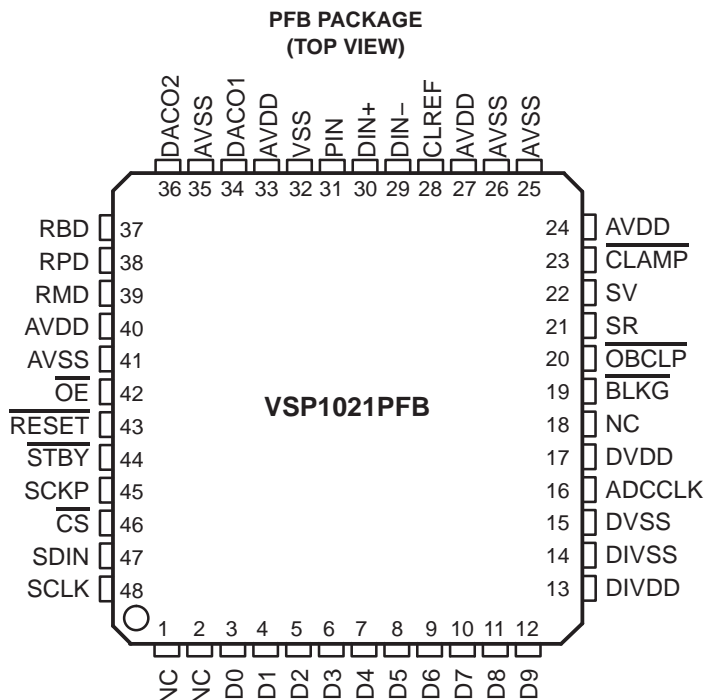 PFB PACKAGE
(TOP VIEW)
DACO2 AVSS DACO1 AVDD VSS PIN DIN+ DIN− CLREF AVDD AVSS AVSS
36 35 34 33 32 31 30 29 28 27 26 25
RBD 37 24 AVDD
RPD 38 23 CLAMP
RMD 39 22 SV
AVDD 40 21 SR
AVSS 41 20 OBCLP
OE 42 19 BLKG
RESET 43 VSP1021PFB 18 NC
STBY 44 17 DVDD
SCKP 45 16 ADCCLK
CS 46 15 DVSS
SDIN 47 14 DIVSS
SCLK 48 13 DIVDD
1 2 3 4 5 6 7 8 9 10 11 12
NC NC D0 D1 D2 D3 D4 D5 D6 D7 D8 D9